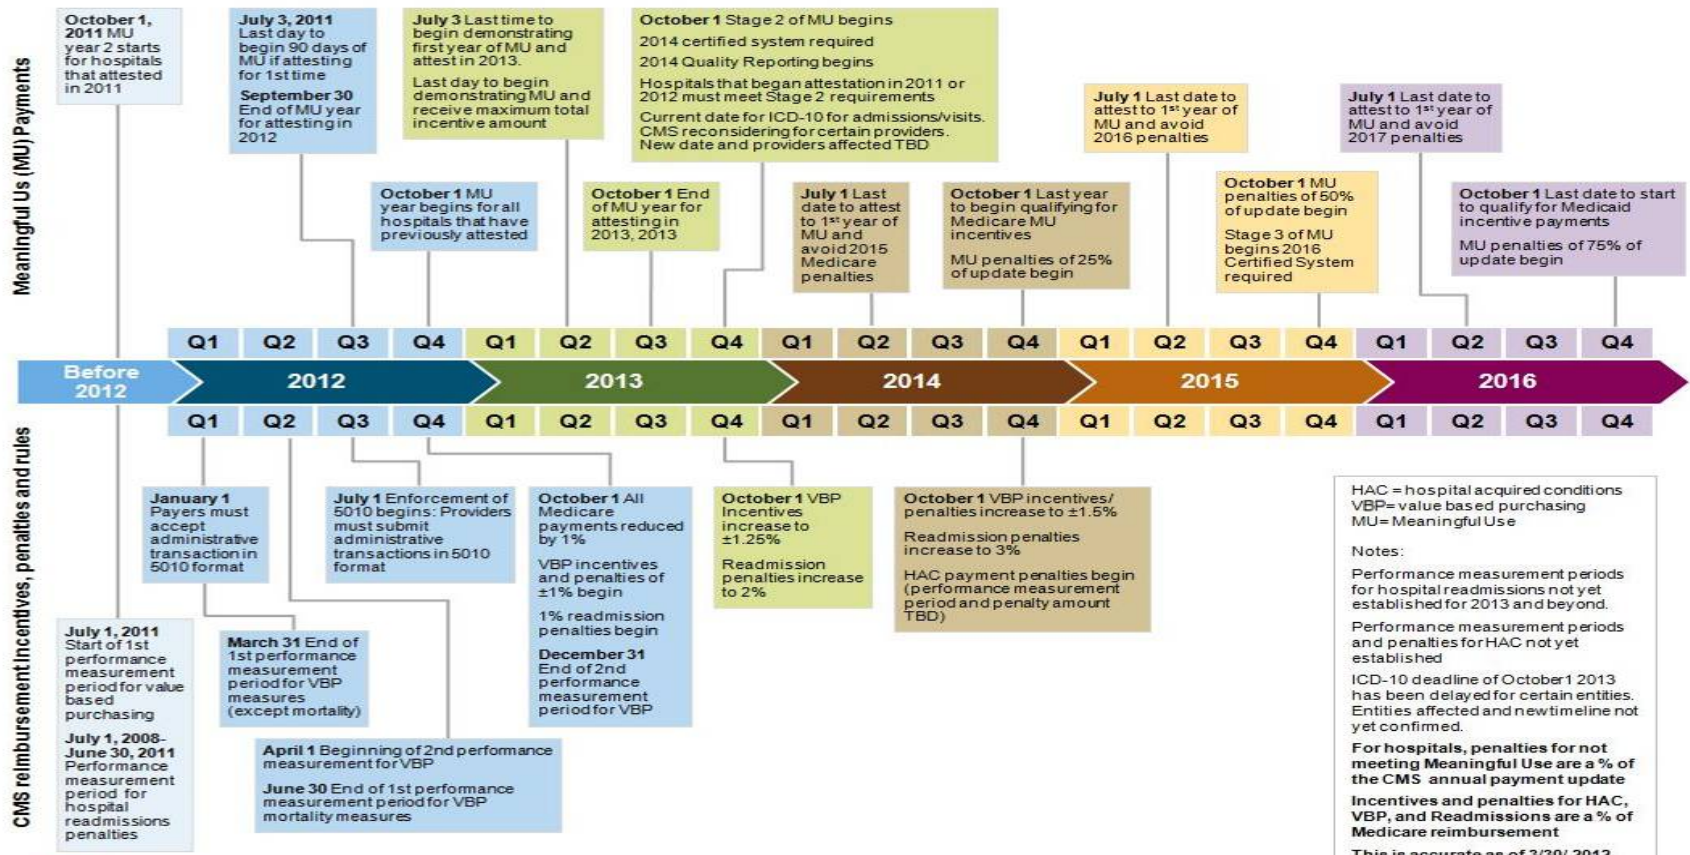 Meaningful Us (MU) Payments
October 1,
2011 MU
year 2 starts
for hospitals
that attested
in 2011
July 3, 2011
Last day to
begin 90 days of
MU if attesting
for 1st time
September 30
End of MU year
for attesting in
2012
October 1 MU
year begins for all
hospitals that have
previously attested
July 3 Last time to
begin demonstrating
first year of MU and
attest in 2013.
Last day to begin
demonstrating MU and
receive maximum total
incentive amount
October 1 End
of MU year for
attesting in
2013, 2013
October 1 Stage 2 of MU begins
2014 certified system required
2014 Quality Reporting begins
Hospitals that began attestation in 2011 or
2012 must meet Stage 2 requirements
Current date for ICD-10 for admissions/visits.
CMS reconsidering for certain providers.
New date and providers affected TBD
July 1 Last
date to attest
to 1st year of
MU and
avoid 2015
Medicare
penalties
October 1 Last year
to begin qualifying for
Medicare MU
incentives
MU penalties of 25%
of update begin
July 1 Last date to
attest to 1st year of
MU and avoid
2016 penalties
October 1 MU
penalties of 50%
of update begin
Stage 3 of MU
begins 2016
Certified System
required
July 1 Last date to
attest to 1st year of
MU and avoid
2017 penalties
October 1 Last date to start
to qualify for Medicaid
incentive payments
MU penalties of 75% of
update begin
Q1 Q2 Q3 Q4 Q1 Q2 Q3 Q4 Q1 Q2 Q3 Q4 Q1 Q2 Q3 Q4 Q1 Q2 Q3 Q4
Before
2012
2012 2013 2014 2015 2016
Q1 Q2 Q3 Q4 Q1 Q2 Q3 Q4 Q1 Q2 Q3 Q4 Q1 Q2 Q3 Q4 Q1 Q2 Q3 Q4
CMS reimbursement incentives, penalties and rules
July 1, 2011
Start of 1st
performance
measurement
period for value
based
purchasing
July 1, 2008-
June 30, 2011
Performance
measurement
period for
hospital
readmissions
penalties
January 1
Payers must
accept
administrative
transaction in
5010 format
March 31 End of
1st performance
measurement
period for VBP
measures
(except mortality)
April 1 Beginning of 2nd performance
measurement for VBP
June 30 End of 1st performance
measurement period for VBP
mortality measures
July 1 Enforcement of
5010 begins: Providers
must submit
administrative
transactions in 5010
format
October 1 All
Medicare
payments reduced
by 1%
VBP incentives
and penalties of
±1% begin
1% readmission
penalties begin
December 31
End of 2nd
performance
measurement
period for VBP
October 1 VBP
Incentives
increase to
±1.25%
Readmission
penalties increase
to 2%
October 1 VBP incentives/
penalties increase to ±1.5%
Readmission penalties
increase to 3%
HAC payment penalties begin
(performance measurement
period and penalty amount
TBD)
HAC = hospital acquired conditions
VBP= value based purchasing
MU= Meaningful Use
Notes:
Performance measurement periods
for hospital readmissions not yet
established for 2013 and beyond.
Performance measurement periods
and penalties for HAC not yet
established
ICD-10 deadline of October1 2013
has been delayed for certain entities.
Entities affected and new timeline not
yet confirmed.
For hospitals, penalties for not
meeting Meaningful Use are a % of
the CMS annual payment update
Incentives and penalties for HAC,
VBP, and Readmissions are a % of
Medicare reimbursement
This is accurate as of 3/30/ 2012